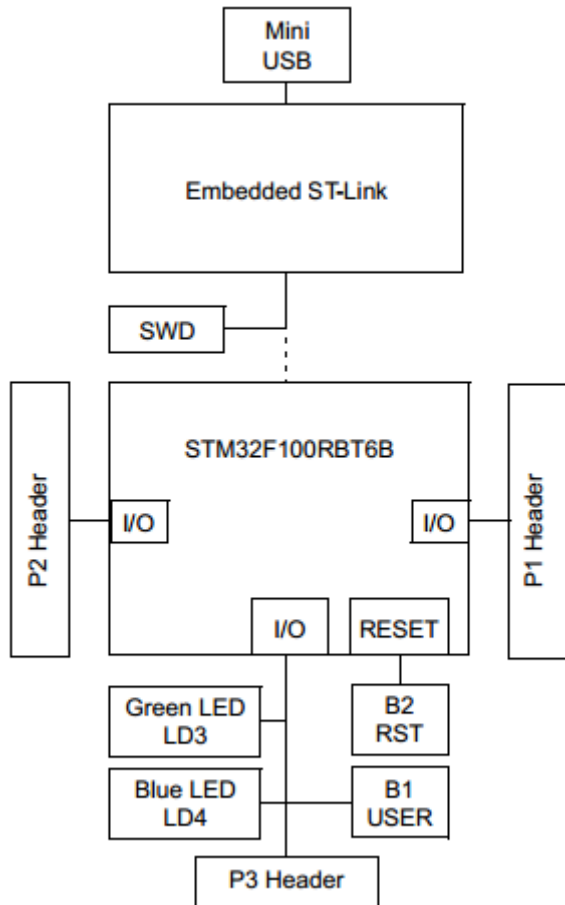 Mini
USB
Embedded ST-Link
SWD
STM32F100RBT6B
P2 Header
I/O
I/O
P1 Header
I/O
RESET
Green LED
LD3
B2
RST
Blue LED
LD4
B1
USER
P3 Header